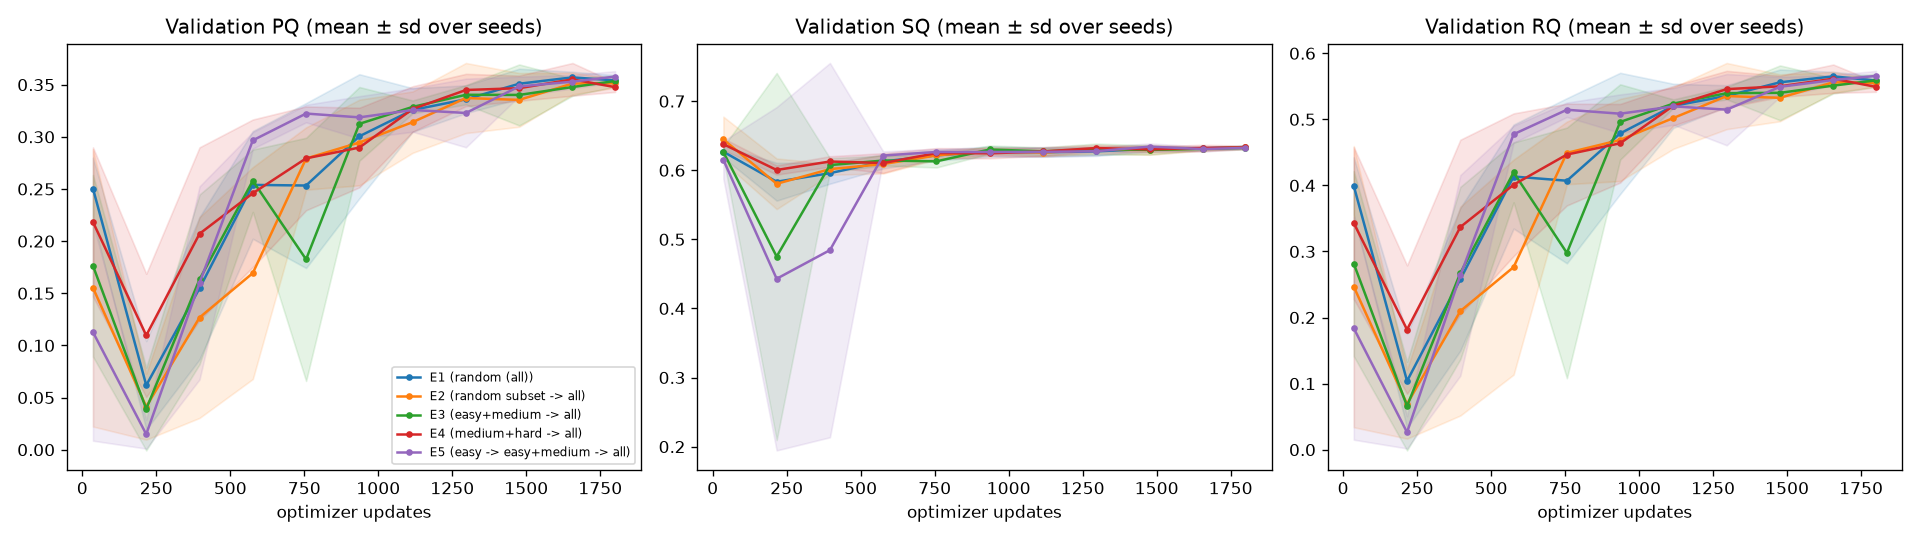 Validation PQ (mean ± sd over seeds)
0.35
0.30
0.25
0.20
0.15
0.10
0.05
0.00
0 250 500 750 1000 1250 1500 1750
optimizer updates
E1 (random (all))
E2 (random subset -> all)
E3 (easy+medium -> all)
E4 (medium+hard -> all)
E5 (easy -> easy+medium -> all)
Validation SQ (mean ± sd over seeds)
0.7
0.6
0.5
0.4
0.3
0.2
0 250 500 750 1000 1250 1500 1750
optimizer updates
Validation RQ (mean ± sd over seeds)
0.6
0.5
0.4
0.3
0.2
0.1
0.0
0 250 500 750 1000 1250 1500 1750
optimizer updates